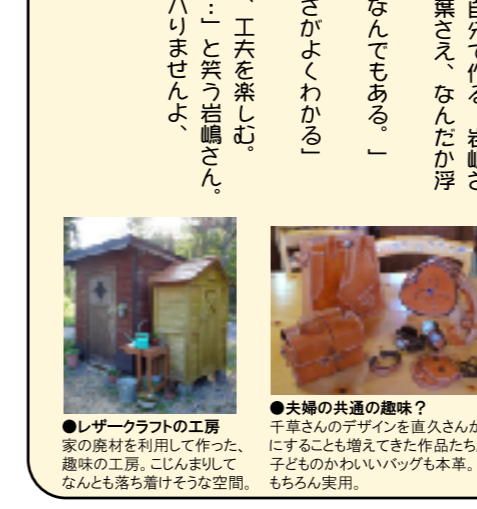 自分で作る。岩嶋さ
葉さえ、なんだか浮
なんでもある。」
さがよくわかる」
、工夫を楽しむ。
…」と笑う岩嶋さん。
りませんよ、
●レザークラフトの工房
家の廃材を利用して作った、
趣味の工房。こじんまりして
なんとも落ち着けそうな空間。
●夫婦の共通の趣味？
千草さんのデザインを直久さんが
にすることも増えてきた作品たち。
子どものかわいいバッグも本革。
もちろん実用。